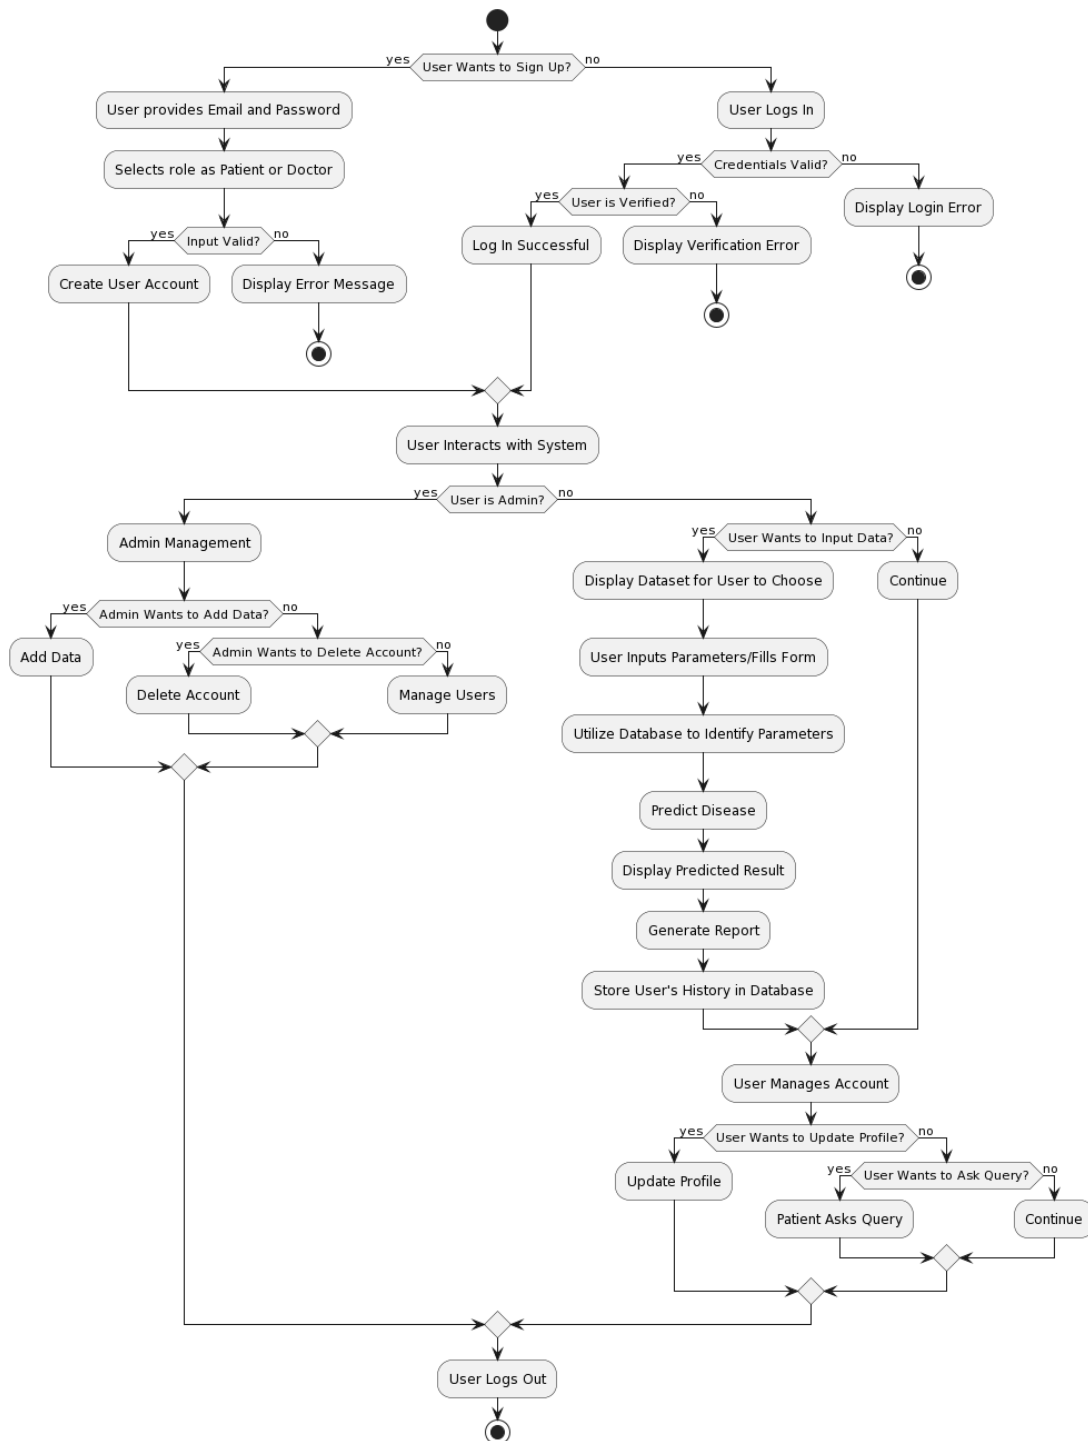 User Wants to Sign Up?
yes
no
User provides Email and Password
User Logs In
Selects role as Patient or Doctor
Credentials Valid?
yes
no
User is Verified?
yes
no
Display Login Error
Input Valid?
yes
no
Log In Successful
Display Verification Error
Create User Account
Display Error Message
User Interacts with System
User is Admin?
yes
no
Admin Management
User Wants to Input Data?
yes
no
Display Dataset for User to Choose
Continue
Admin Wants to Add Data?
yes
no
Add Data
Admin Wants to Delete Account?
yes
no
User Inputs Parameters/Fills Form
Delete Account
Manage Users
Utilize Database to Identify Parameters
Predict Disease
Display Predicted Result
Generate Report
Store User's History in Database
User Manages Account
User Wants to Update Profile?
yes
no
Update Profile
User Wants to Ask Query?
yes
no
Patient Asks Query
Continue
User Logs Out